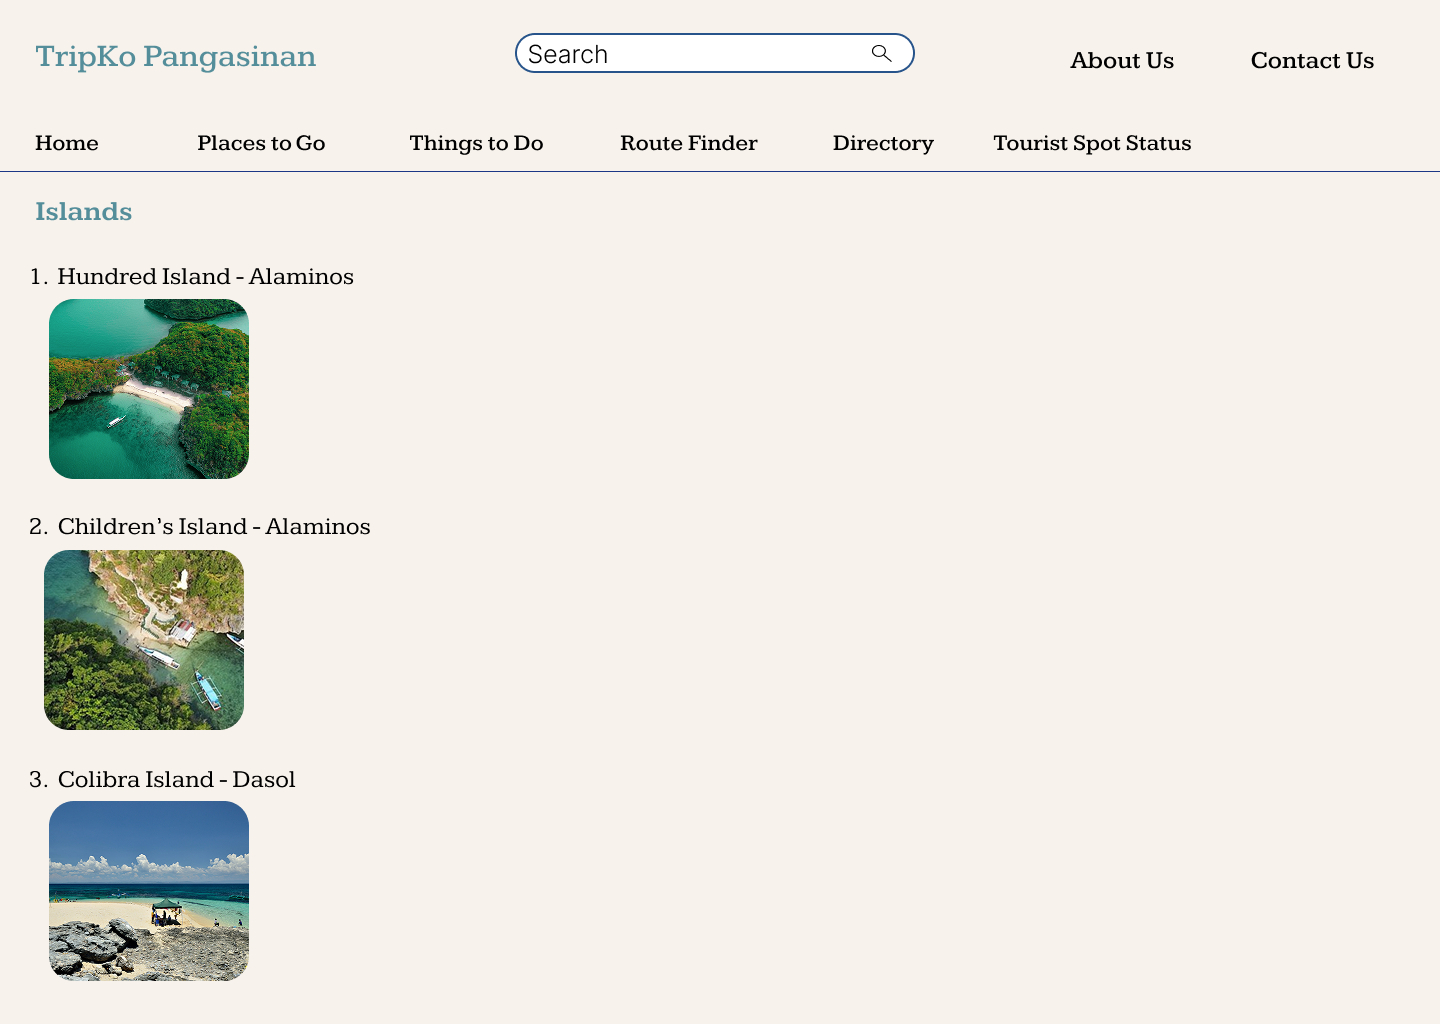 TripKo Pangasinan
Search
About Us
Contact Us
Home
Places to Go
Things to Do
Route Finder
Directory
Tourist Spot Status
Islands
1. Hundred Island - Alaminos
2. Children’s Island - Alaminos
3. Colibra Island - Dasol